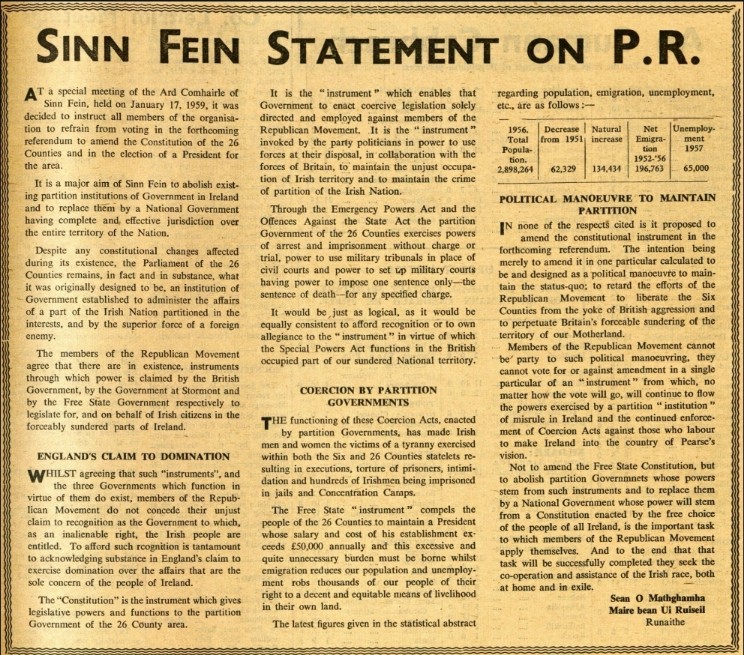 SINN FEIN STATEMENT ON P.R.
AT a special meeting of the Ard Comhairle of
Sinn Fein, held on January 17, 1959, it was
decided to instruct all members of the organisa-
tion to refrain from voting in the forthcoming
referendum to amend the Constitution of the 26
Counties and in the election of a President for
the area.
It is a major aim of Sinn Fein to abolish exist-
ing partition institutions of Government in Ireland
and to replace them by a National Government
having complete and effective jurisdiction over
the entire territory of the Nation.
Despite any constitutional changes affected
during its existence, the Parliament of the 26
Counties remains, in fact and in substance, what
it was originally designed to be, an institution of
Government established to administer the affairs
of a part of the Irish Nation partitioned in the
interests, and by the superior force of a foreign
enemy.
The members of the Republican Movement
agree that there are in existence, instruments
through which power is claimed by the British
Government, by the Government at Stormont and
by the Free State Government respectively to
legislate for, and on behalf of Irish citizens in the
forceably sundered parts of Ireland.
ENGLAND'S CLAIM TO DOMINATION
WHILST agreeing that such "instruments", and
the three Governments which function in
virtue of them do exist, members of the Repub-
lican Movement do not concede their unjust
claim to recognition as the Government to which,
as an inalienable right, the Irish people are
entitled. To afford such rcognition is tantamount
to acknowledging substance in England's claim to
exercise domination over the affairs that are the
sole concern of the people of Ireland.
The "Constitution" is the instrument which gives
legislative powers and functions to the partition
Government of the 26 County area.
It is the "instrument" which enables that
Government to enact coercive legislation solely
directed and employed against members of the
Republican Movement. It is the "instrument"
invoked by the party politicians in power to use
forces at their disposal, in collaboration with the
forces of Britain, to maintain the unjust occupa-
tion of Irish territory and to maintain the crime
of partition of the Irish Nation.
Through the Emergency Powers Act and the
Offences Against the State Act the partition
Government of the 26 Counties exercises powers
of arrest and imprisonment without charge or
trial, power to use military tribunals in place of
civil courts and power to set up military courts
having power to impose one sentence only—the
sentence of death—for any specified charge.
It would be just as logical, as it would be
equally consistent to afford recognition or to own
allegiance to the "instrument" in virtue of which
the Special Powers Act functions in the British
occupied part of our sundered National territory.
COERCION BY PARTITION
GOVERNMENTS
THE functioning of these Coercion Acts, enacted
by partition Governments, has made Irish
men and women the victims of a tyranny exercised
within both the Six and 26 Counties statelets re-
sulting in executions, torture of prisoners, intimi-
dation and hundreds of Irishmen being imprisoned
in jails and Concentration Camps.
The Free State "instrument" compels the
people of the 26 Counties to maintain a President
whose salary and cost of his establishment ex-
ceeds £50,000 annually and this excessive and
quite unnecessary burden must be borne whilst
emigration reduces our population and unemploy-
ment robs thousands of our people of their
right to a decent and equitable means of livelihood
in their own land.
The latest figures given in the statistical abstract
regarding population, emigration, unemployment,
etc., are as follows :—
1956. Total Popula- tion. 2,898,264
Decrease from 1951 62,329
Natural increase 134,434
Net Emigra- tion 1952-'56 196,763
Unemploy- ment 1957 65,000
POLITICAL MANOEUVRE TO MAINTAIN
PARTITION
IN none of the respects cited is it proposed to
amend the constitutional instrument in the
forthcoming referendum. The intention being
merely to amend it in one particular calculated to
be and designed as a political manoeuvre to main-
tain the status-quo; to retard the efforts of the
Republican Movement to liberate the Six
Counties from the yoke of British aggression and
to perpetuate Britain's forceable sundering of the
territory of our Motherland.
Members of the Republican Movement cannot
be party to such political manoeuvring, they
cannot vote for or against amendment in a single
particular of an "instrument" from which, no
matter how the vote will go, will continue to flow
the powers exercised by a partition "institution"
of misrule in Ireland and the continued enforce-
ment of Coercion Acts against those who labour
to make Ireland into the country of Pearse's
vision.
Not to amend the Free State Constitution, but
to abolish partition Governmnets whose powers
stem from such instruments and to replace them
by a National Government whose power will stem
from a Constitution enacted by the free choice
of the people of all Ireland, is the important task
to which members of the Republican Movement
apply themselves. And to the end that that
task will be successfully completed they seek the
co-operation and assistance of the Irish race, both
at home and in exile.
Sean O Mathghamba
Maire bean Ui Ruiseil
Runaithe